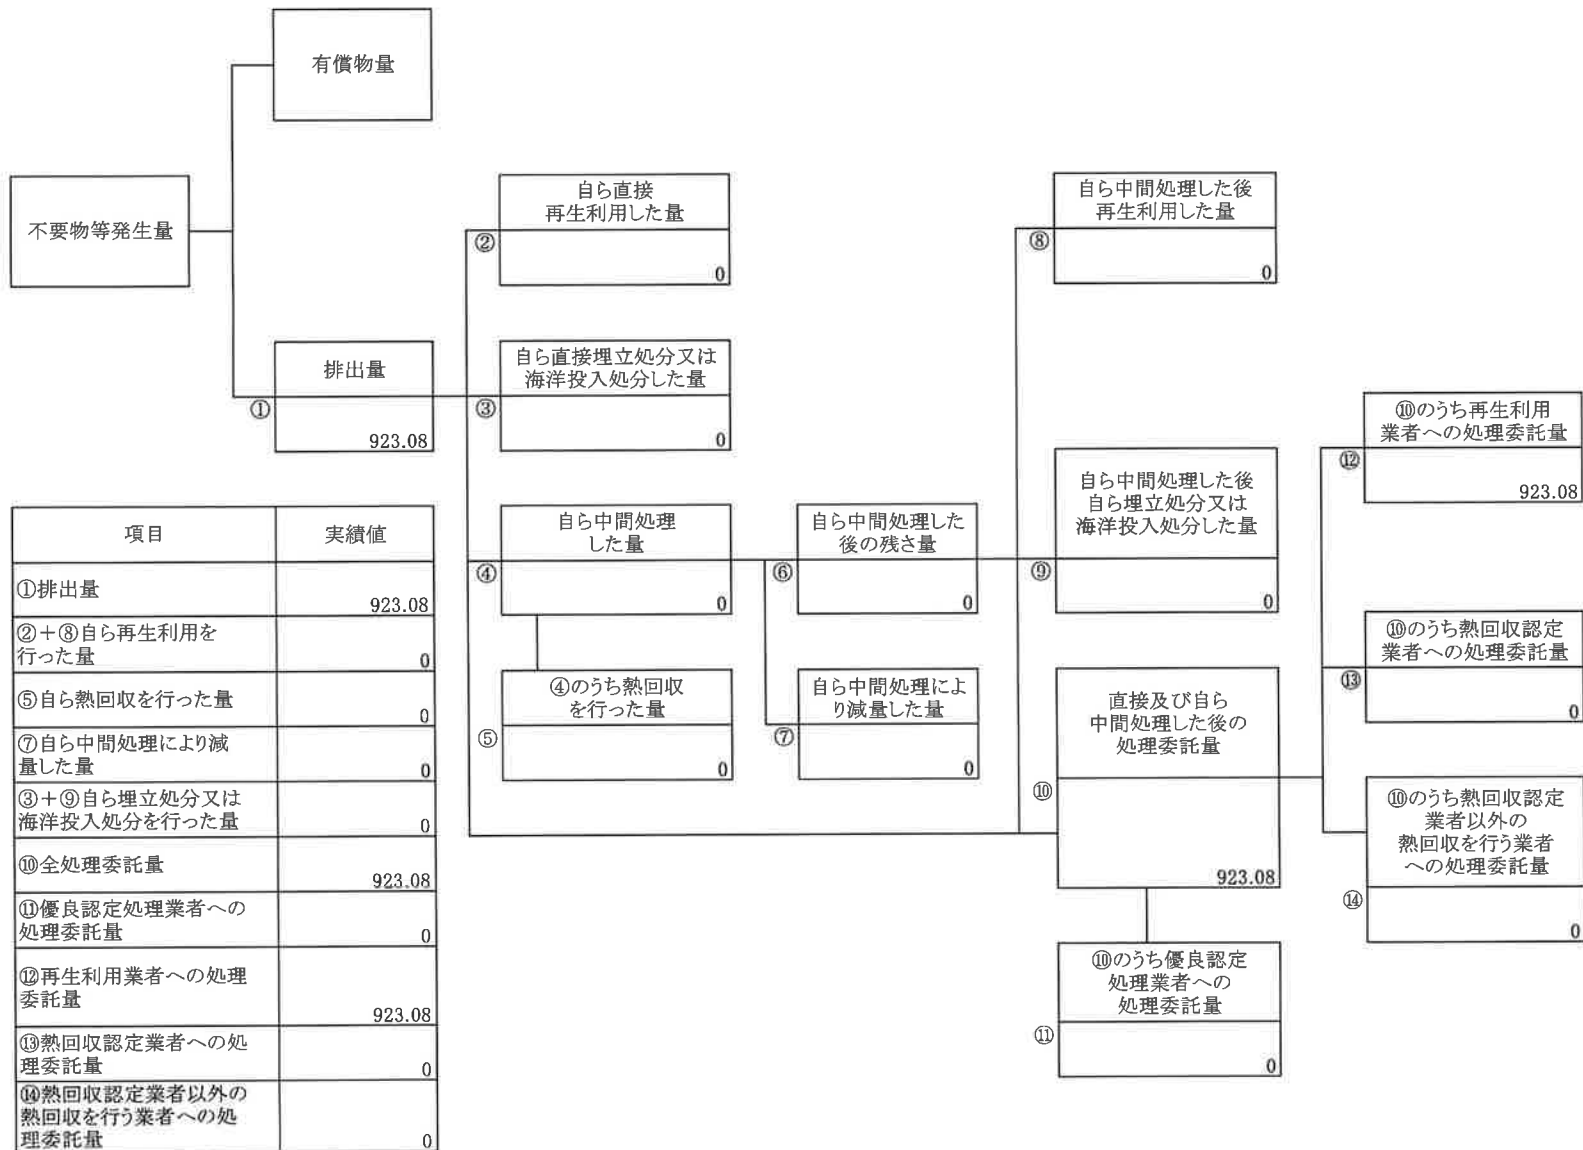 有償物量
不要物等発生量
排出量
①
923.08
自ら直接
再生利用した量
②
0
自ら直接埋立処分又は
海洋投入処分した量
③
0
自ら中間処理
した量
④
0
④のうち熱回収
を行った量
⑤
0
自ら中間処理した
後の残さ量
⑥
0
自ら中間処理によ
り減量した量
⑦
0
自ら中間処理した後
再生利用した量
⑧
0
自ら中間処理した後
自ら埋立処分又は
海洋投入処分した量
⑨
0
直接及び自ら
中間処理した後の
処理委託量
⑩
923.08
⑩のうち優良認定
処理業者への
処理委託量
⑪
0
⑩のうち再生利用
業者への処理委託量
⑫
923.08
⑩のうち熱回収認定
業者への処理委託量
⑬
0
⑩のうち熱回収認定
業者以外の
熱回収を行う業者
への処理委託量
⑭
0
項目 実績値
①排出量
923.08
②＋⑧自ら再生利用を
行った量
0
⑤自ら熱回収を行った量
0
⑦自ら中間処理により減
量した量
0
③＋⑨自ら埋立処分又は
海洋投入処分を行った量
0
⑩全処理委託量
923.08
⑪優良認定処理業者への
処理委託量
0
⑫再生利用業者への処理
委託量
923.08
⑬熱回収認定業者への処
理委託量
0
⑭熱回収認定業者以外の
熱回収を行う業者への処
理委託量
0